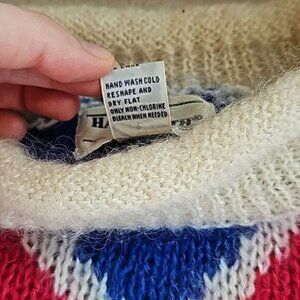 HAND WASH COLD
RESHAPE AND
DRY FLAT
ONLY NON-CHLORINE
BLEACH WHEN NEEDED